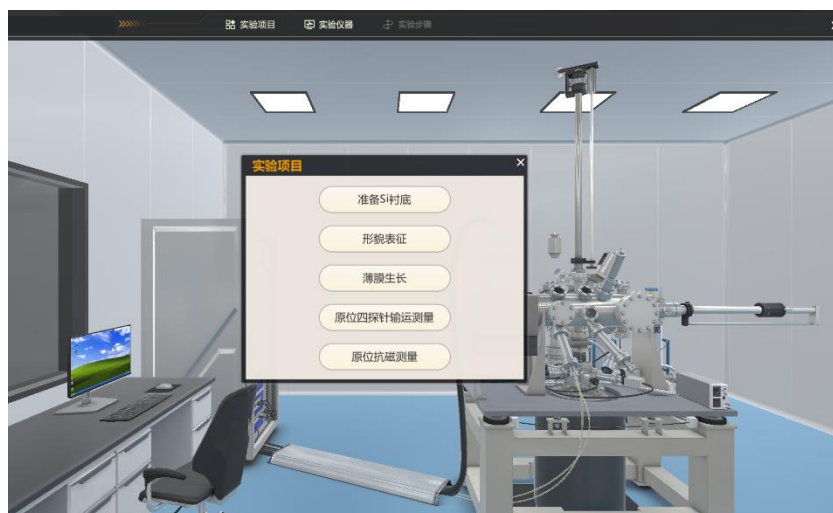 实验项目 实验仪器 实验步骤
实验项目
准备Si衬底
形貌表征
薄膜生长
原位四探针输运测量
原位抗磁测量